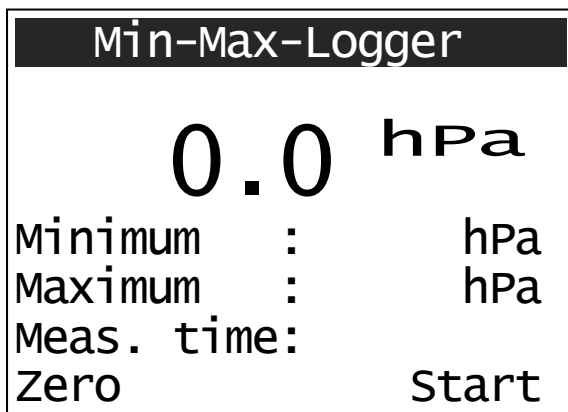 Min-Max-Logger
0.0 hPa
Minimum : hPa
Maximum : hPa
Meas. time:
Zero Start